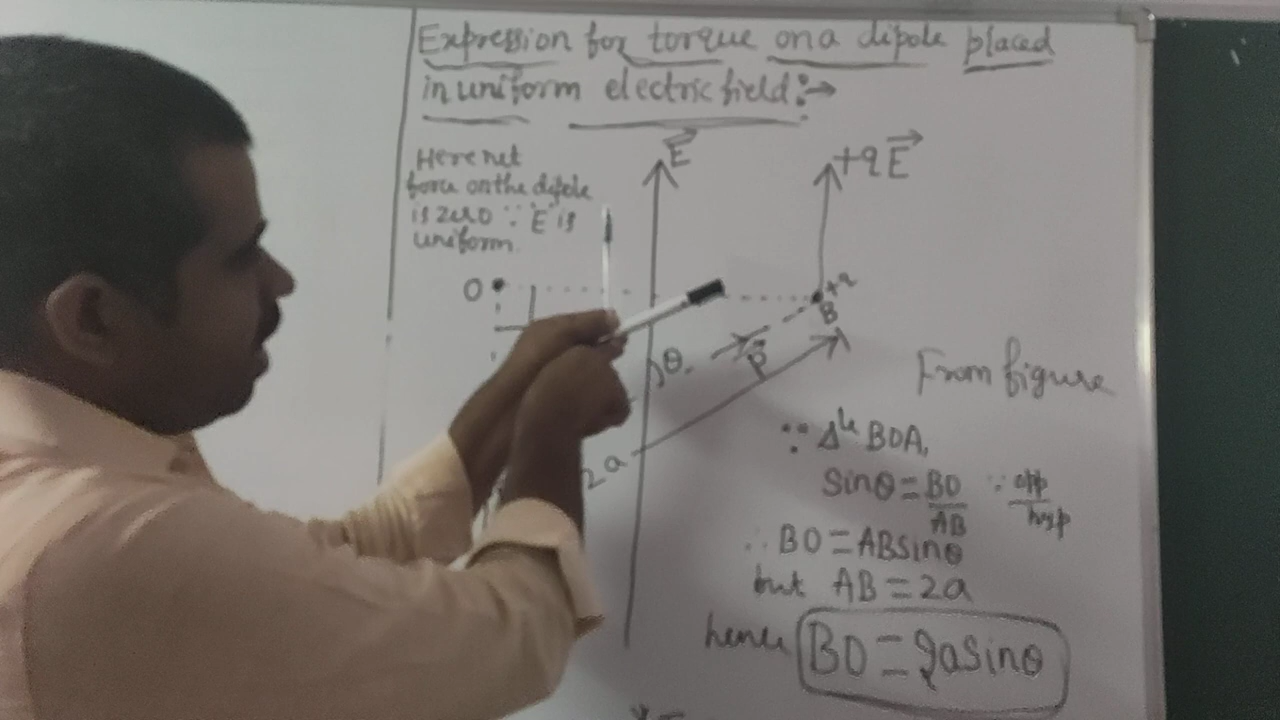 Expression for torque on a dipole placed
in uniform electric field:→
Here net
force on the dipole
is zero ∵ 'E' is
uniform.
E⃗
+qE⃗
O
+q
B
θ
p⃗
2a
From figure
∵ Δle BOA,
Sinθ = BO/AB ∵ opp/hyp
∴ BO = ABsinθ
but AB = 2a
hence BO = 2asinθ